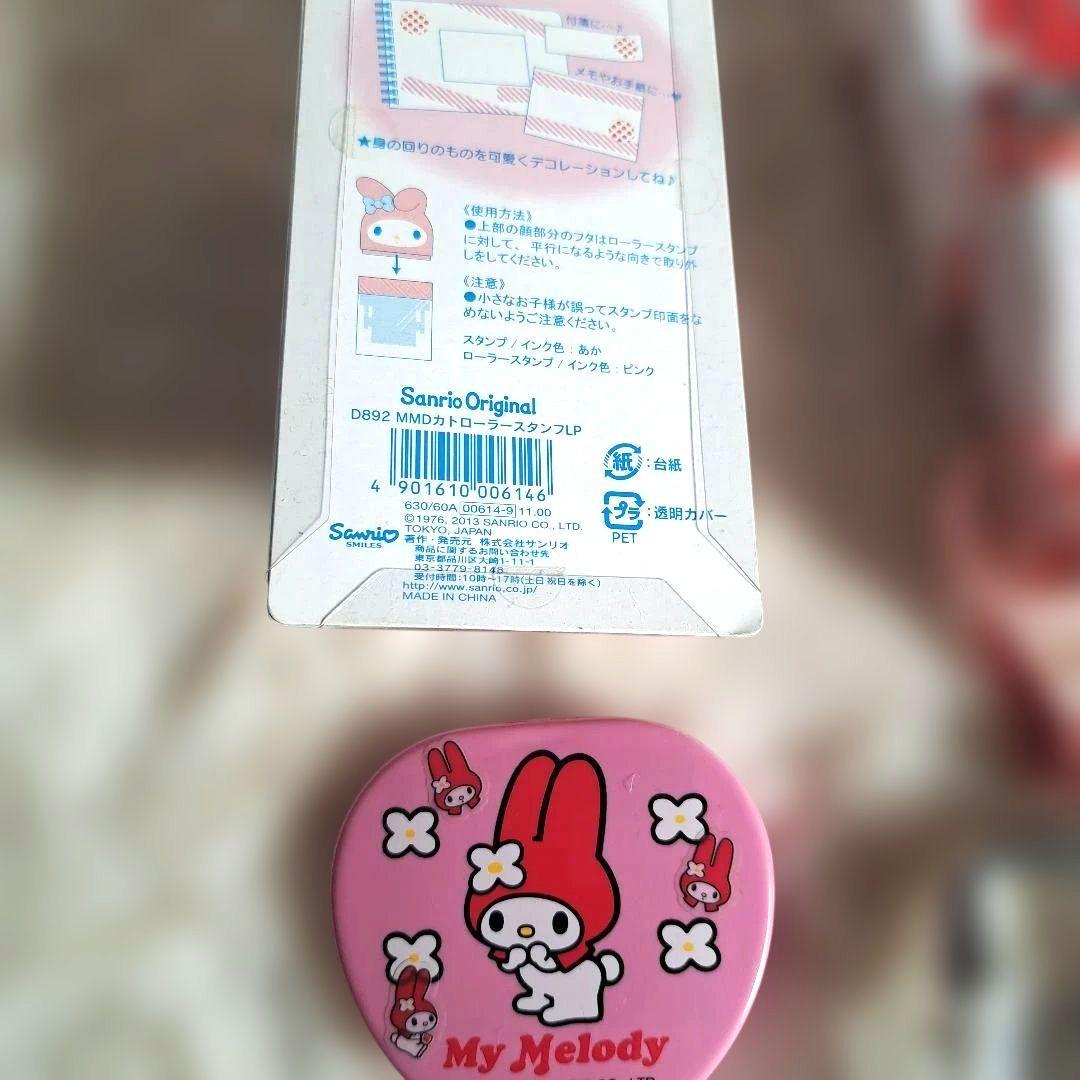 付箋に…♪
メモやお手紙に…♥
★身の回りのものを可愛くデコレーションしてね♪
《使用方法》
●上部の顔部分のフタはローラースタンプ
に対して、平行になるような向きで取り外
しをしてください。
《注意》
●小さなお子様が誤ってスタンプ印面をな
めないようご注意ください。
スタンプ / インク色：あか
ローラースタンプ / インク色：ピンク
Sanrio Original
D892 MMDカトローラースタンプLP
4 901610 006146
紙：台紙
プラ：透明カバー
PET
630/60A 00614-9 11.00
©1976, 2013 SANRIO CO., LTD.
TOKYO, JAPAN
Sanrio
SMILES
著作・発売元 株式会社サンリオ
商品に関するお問い合わせ先
東京都品川区大崎1-11-1
03-3779-8148
受付時間:10時～17時(土日祝日を除く)
http://www.sanrio.co.jp/
MADE IN CHINA
My Melody